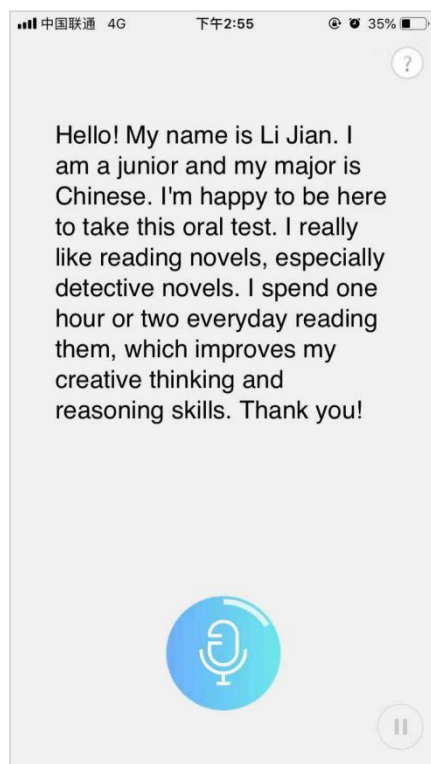 中国联通 4G 下午2:55 35%
?
Hello! My name is Li Jian. I
am a junior and my major is
Chinese. I'm happy to be here
to take this oral test. I really
like reading novels, especially
detective novels. I spend one
hour or two everyday reading
them, which improves my
creative thinking and
reasoning skills. Thank you!